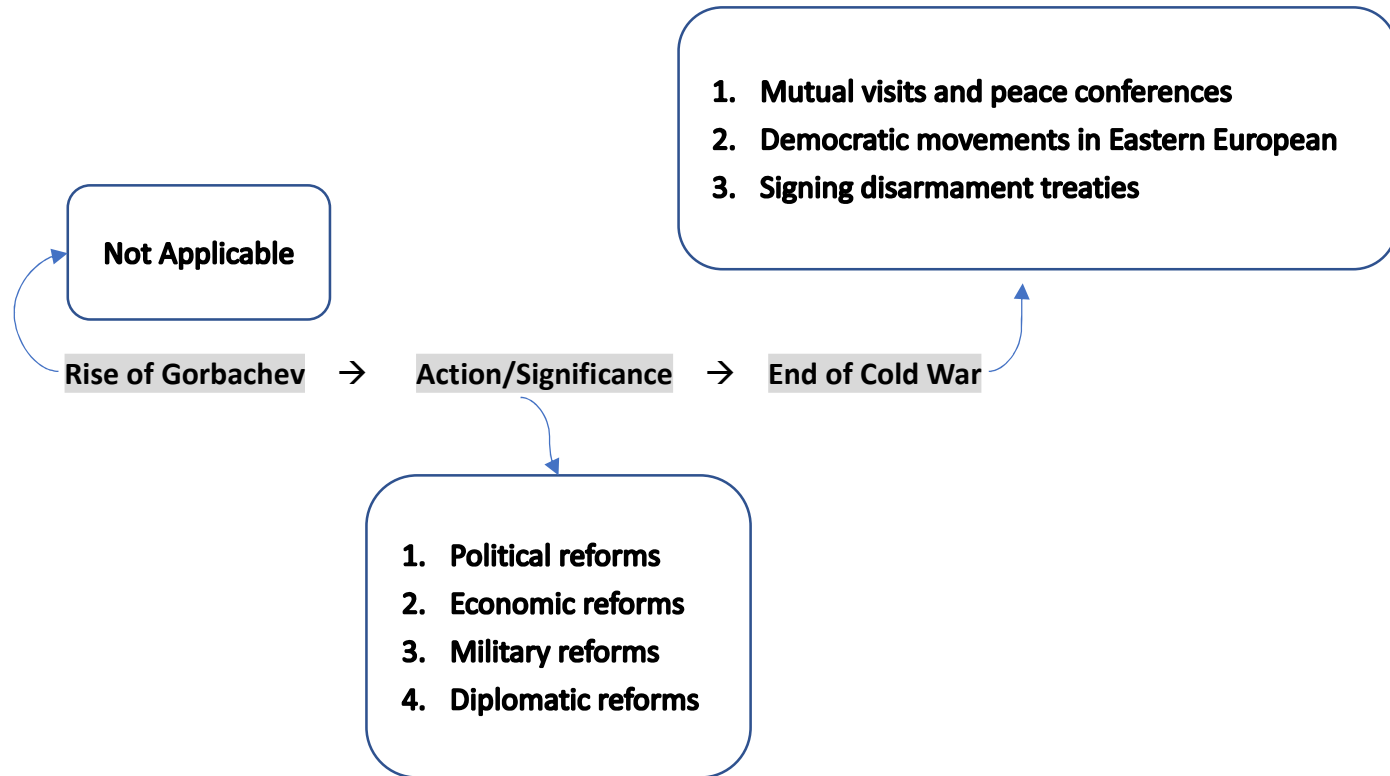 1. Mutual visits and peace conferences
2. Democratic movements in Eastern European
3. Signing disarmament treaties
Not Applicable
Rise of Gorbachev → Action/Significance → End of Cold War
1. Political reforms
2. Economic reforms
3. Military reforms
4. Diplomatic reforms